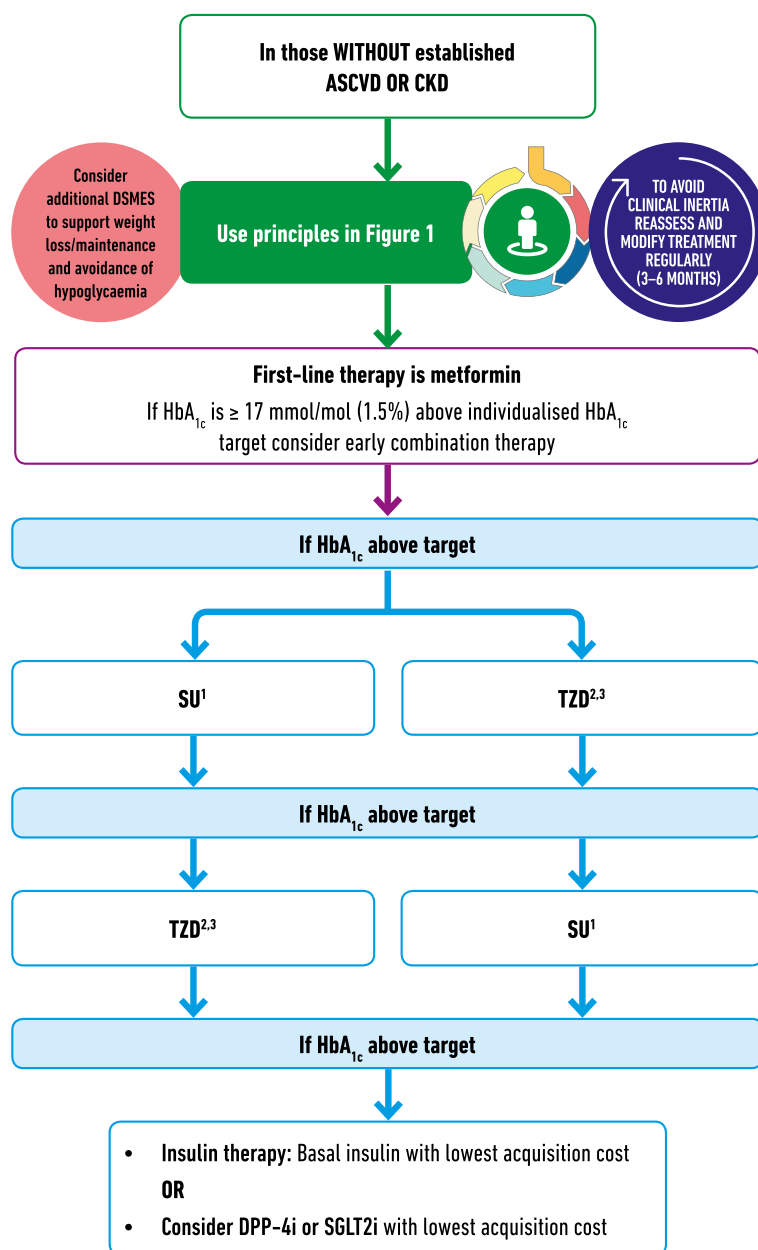 In those WITHOUT established
ASCVD OR CKD
Consider
additional DSMES
to support weight
loss/maintenance
and avoidance of
hypoglycaemia
Use principles in Figure 1
TO AVOID
CLINICAL INERTIA
REASSESS AND
MODIFY TREATMENT
REGULARLY
(3–6 MONTHS)
First-line therapy is metformin
If HbA1c is ≥ 17 mmol/mol (1.5%) above individualised HbA1c
target consider early combination therapy
If HbA1c above target
SU¹
TZD²,³
If HbA1c above target
TZD²,³
SU¹
If HbA1c above target
• Insulin therapy: Basal insulin with lowest acquisition cost
OR
• Consider DPP-4i or SGLT2i with lowest acquisition cost